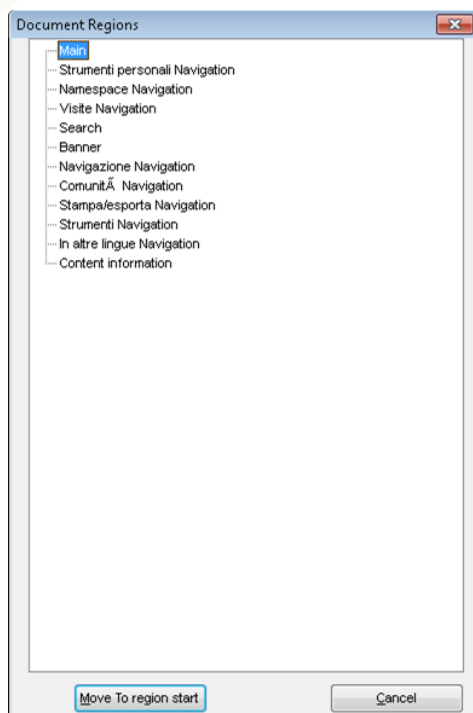 Document Regions
Main
Strumenti personali Navigation
Namespace Navigation
Visite Navigation
Search
Banner
Navigazione Navigation
ComunitÃ Navigation
Stampa/esporta Navigation
Strumenti Navigation
In altre lingue Navigation
Content information
Move To region start
Cancel